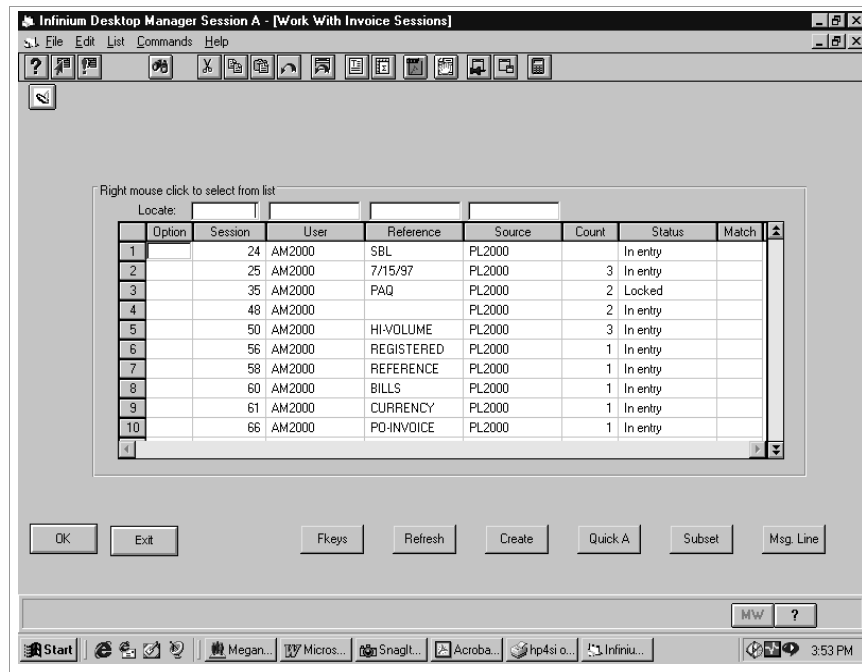 Infinium Desktop Manager Session A - [Work With Invoice Sessions]
File Edit List Commands Help
Right mouse click to select from list
Locate:
Option Session User Reference Source Count Status Match
1 24 AM2000 SBL PL2000 In entry
2 25 AM2000 7/15/97 PL2000 3 In entry
3 35 AM2000 PAQ PL2000 2 Locked
4 48 AM2000 PL2000 2 In entry
5 50 AM2000 HI-VOLUME PL2000 3 In entry
6 56 AM2000 REGISTERED PL2000 1 In entry
7 58 AM2000 REFERENCE PL2000 1 In entry
8 60 AM2000 BILLS PL2000 1 In entry
9 61 AM2000 CURRENCY PL2000 1 In entry
10 66 AM2000 PO-INVOICE PL2000 1 In entry
OK Exit Fkeys Refresh Create Quick A Subset Msg. Line
MW ?
Start Megan... Micros... SnagIt... Acroba... hp4si o... Infiniu... 3:53 PM